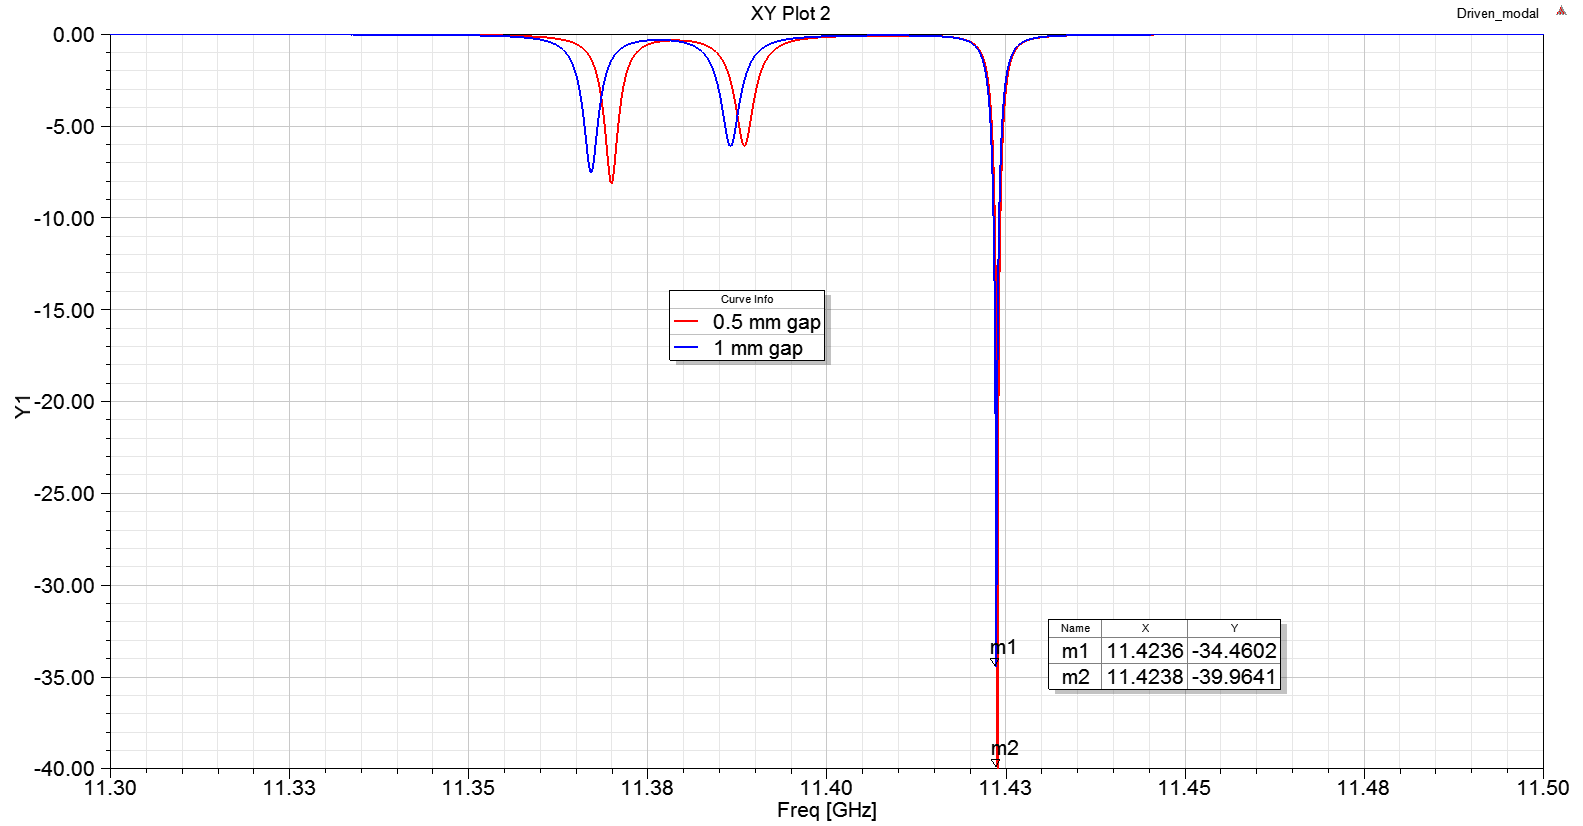 XY Plot 2
Driven_modal
0.00
-5.00
-10.00
-15.00
-20.00
-25.00
-30.00
-35.00
-40.00
Y1
Curve Info
0.5 mm gap
1 mm gap
m1
m2
Name X Y
m1 11.4236 -34.4602
m2 11.4238 -39.9641
11.30 11.33 11.35 11.38 11.40 11.43 11.45 11.48 11.50
Freq [GHz]